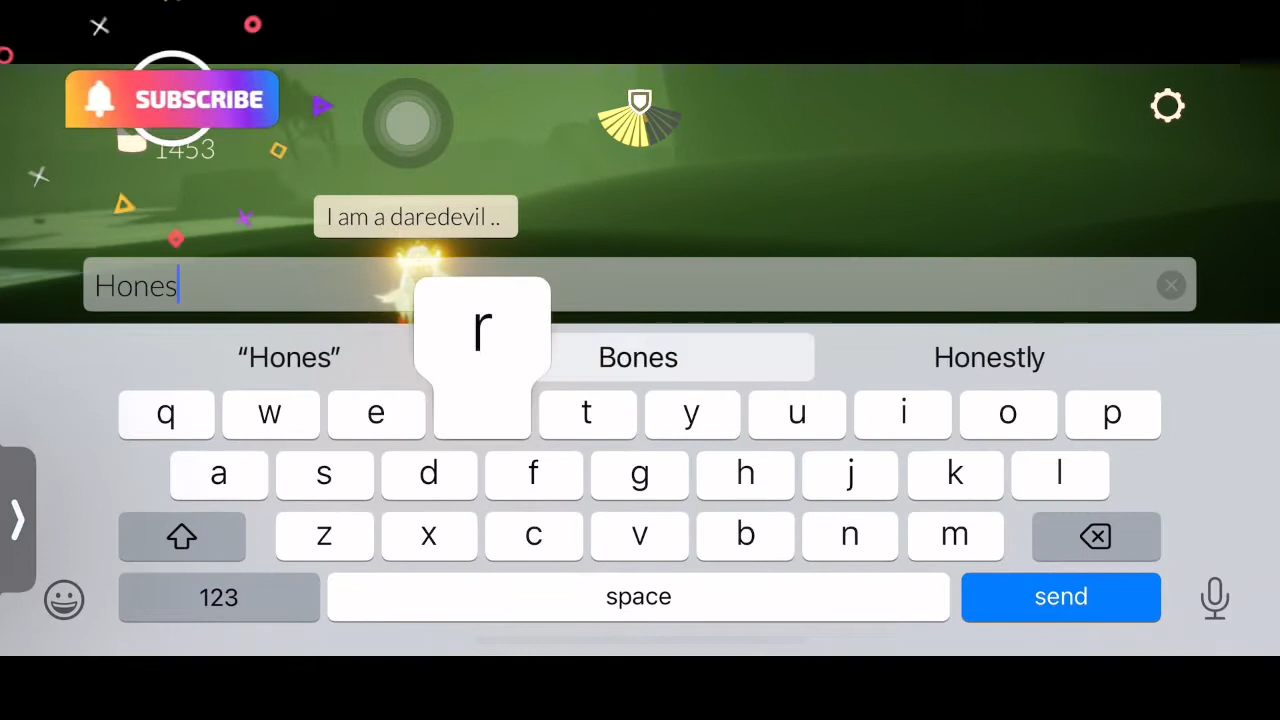 SUBSCRIBE
1453
I am a daredevil ..
Hones
“Hones” Bones Honestly
q w e r t y u i o p
a s d f g h j k l
z x c v b n m
123 space send